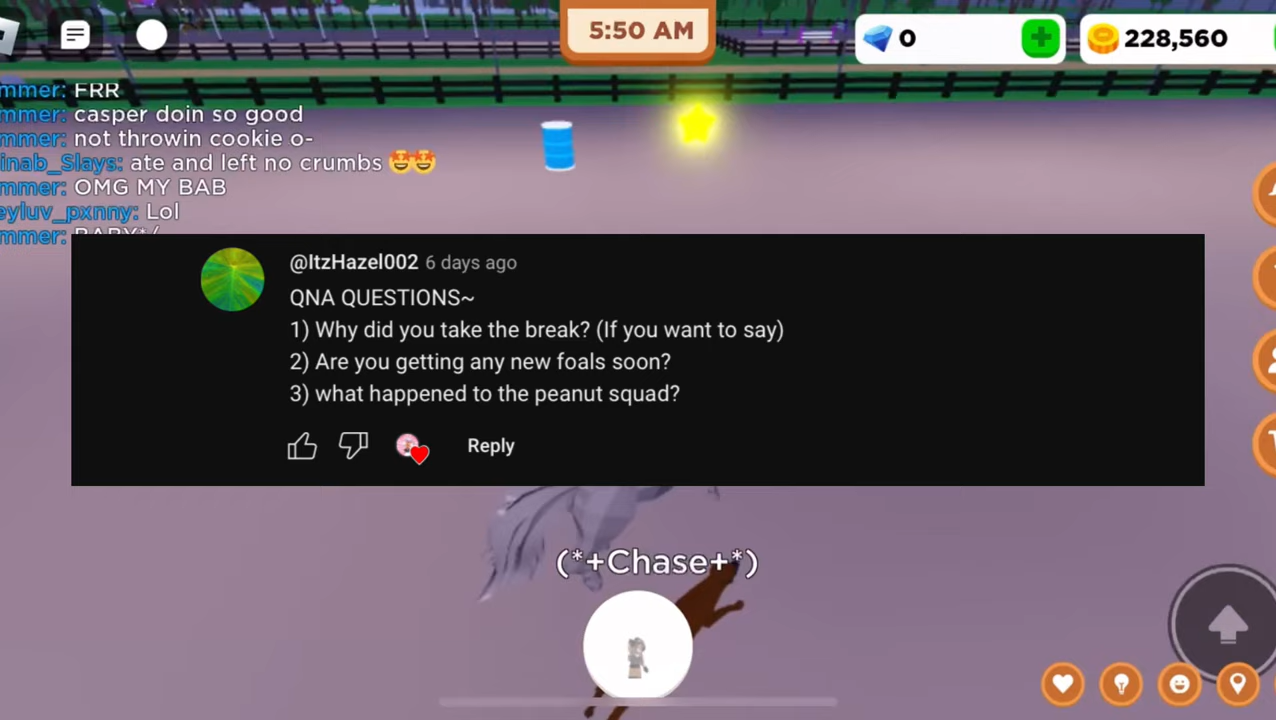 5:50 AM
0
228,560
mmer: FRR
mmer: casper doin so good
mmer: not throwin cookie o-
inab_Slays: ate and left no crumbs 🤩🤩
mmer: OMG MY BAB
eyluv_pxnny: Lol
mmer: BABY*/
@ItzHazel002 6 days ago
QNA QUESTIONS~
1) Why did you take the break? (If you want to say)
2) Are you getting any new foals soon?
3) what happened to the peanut squad?
Reply
(*+Chase+*)